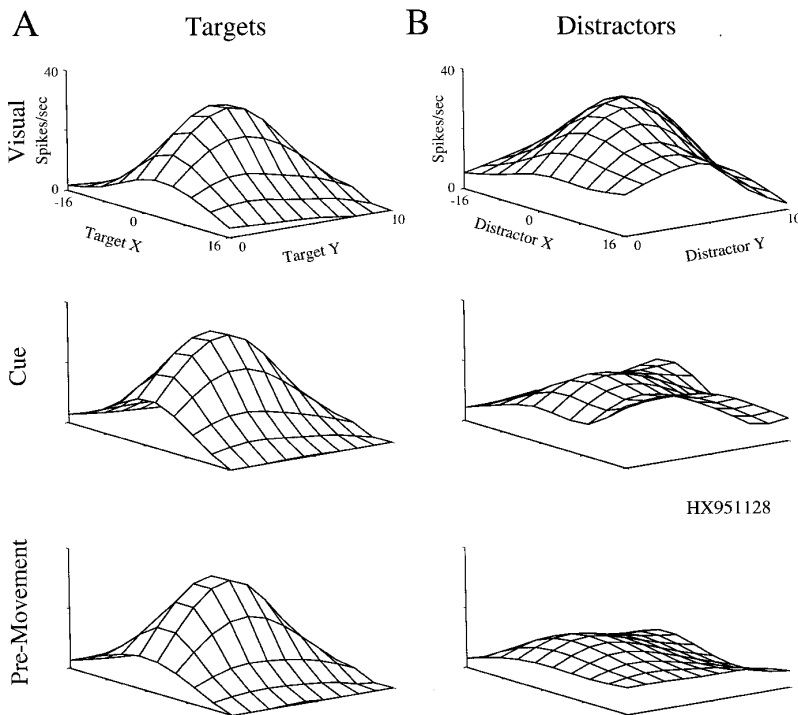 A Targets
B Distractors
Visual
Spikes/sec
40
0
-16
0
16
Target X
0
10
Target Y
Spikes/sec
40
0
-16
0
16
Distractor X
0
10
Distractor Y
Cue
HX951128
Pre-Movement